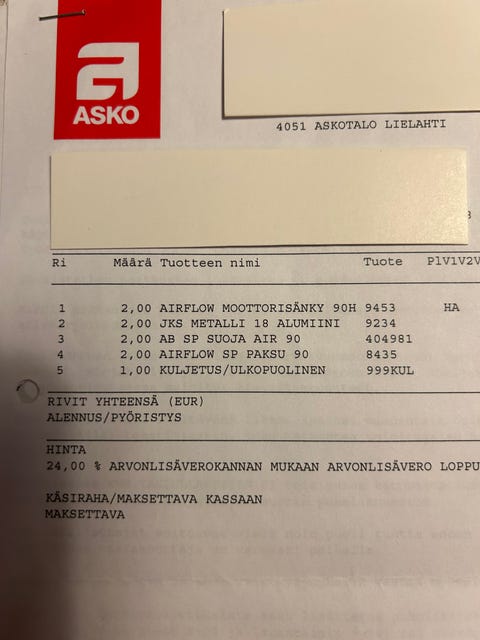 ASKO
4051 ASKOTALO LIELAHTI
Ri Määrä Tuotteen nimi Tuote P1V1V2V
1 2,00 AIRFLOW MOOTTORISÄNKY 90H 9453 HA
2 2,00 JKS METALLI 18 ALUMIINI 9234
3 2,00 AB SP SUOJA AIR 90 404981
4 2,00 AIRFLOW SP PAKSU 90 8435
5 1,00 KULJETUS/ULKOPUOLINEN 999KUL
RIVIT YHTEENSÄ (EUR)
ALENNUS/PYÖRISTYS
HINTA
24,00 % ARVONLISÄVEROKANNAN MUKAAN ARVONLISÄVERO LOPPU
KÄSIRAHA/MAKSETTAVA KASSAAN
MAKSETTAVA